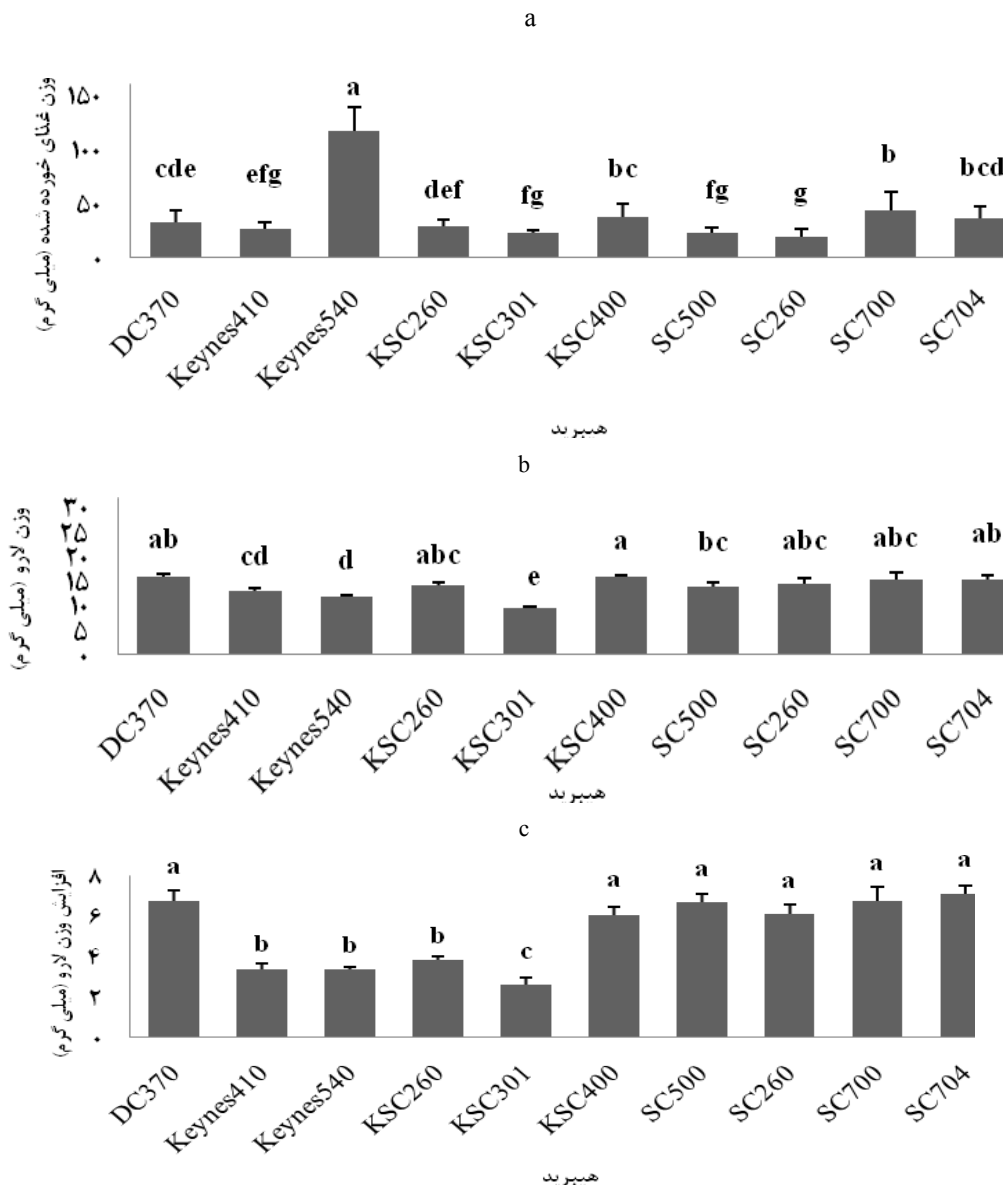 a
وزن غذای خورده شده (میلی گرم)
۱۵۰
۱۰۰
۵۰
۰
cde efg a def fg bc fg g b bcd
DC370 Keynes410 Keynes540 KSC260 KSC301 KSC400 SC500 SC260 SC700 SC704
هیبرید
b
وزن لارو (میلی گرم)
۳۰
۲۵
۲۰
۱۵
۱۰
۵
۰
ab cd d abc e a bc abc abc ab
DC370 Keynes410 Keynes540 KSC260 KSC301 KSC400 SC500 SC260 SC700 SC704
هیبرید
c
افزایش وزن لارو (میلی گرم)
۸
۶
۴
۲
۰
a b b b c a a a a a
DC370 Keynes410 Keynes540 KSC260 KSC301 KSC400 SC500 SC260 SC700 SC704
هیبرید